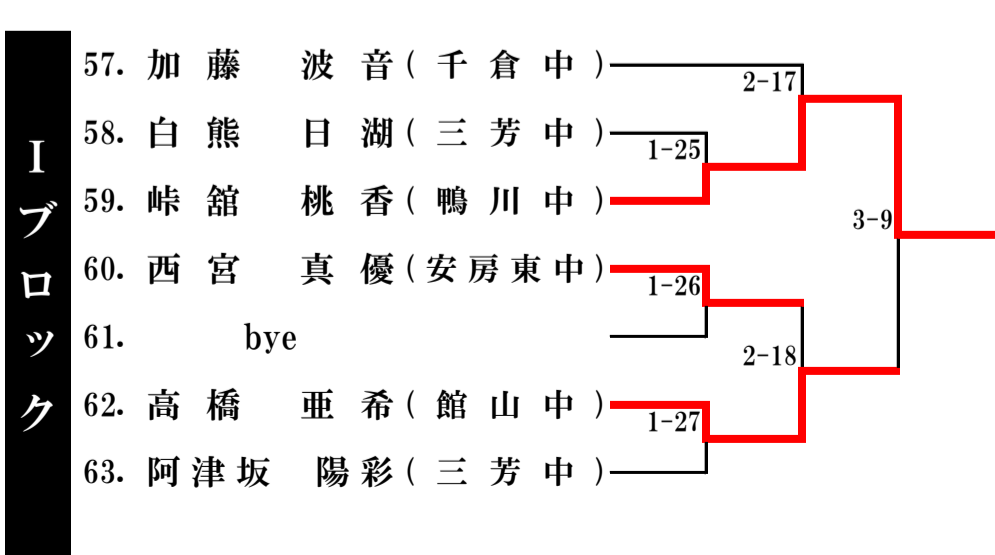 Iブロック
57. 加藤 波音(千倉中)
2-17
58. 白熊 日湖(三芳中)
1-25
59. 峠舘 桃香(鴨川中)
3-9
60. 西宮 真優(安房東中)
1-26
61. bye
2-18
62. 高橋 亜希(館山中)
1-27
63. 阿津坂 陽彩(三芳中)